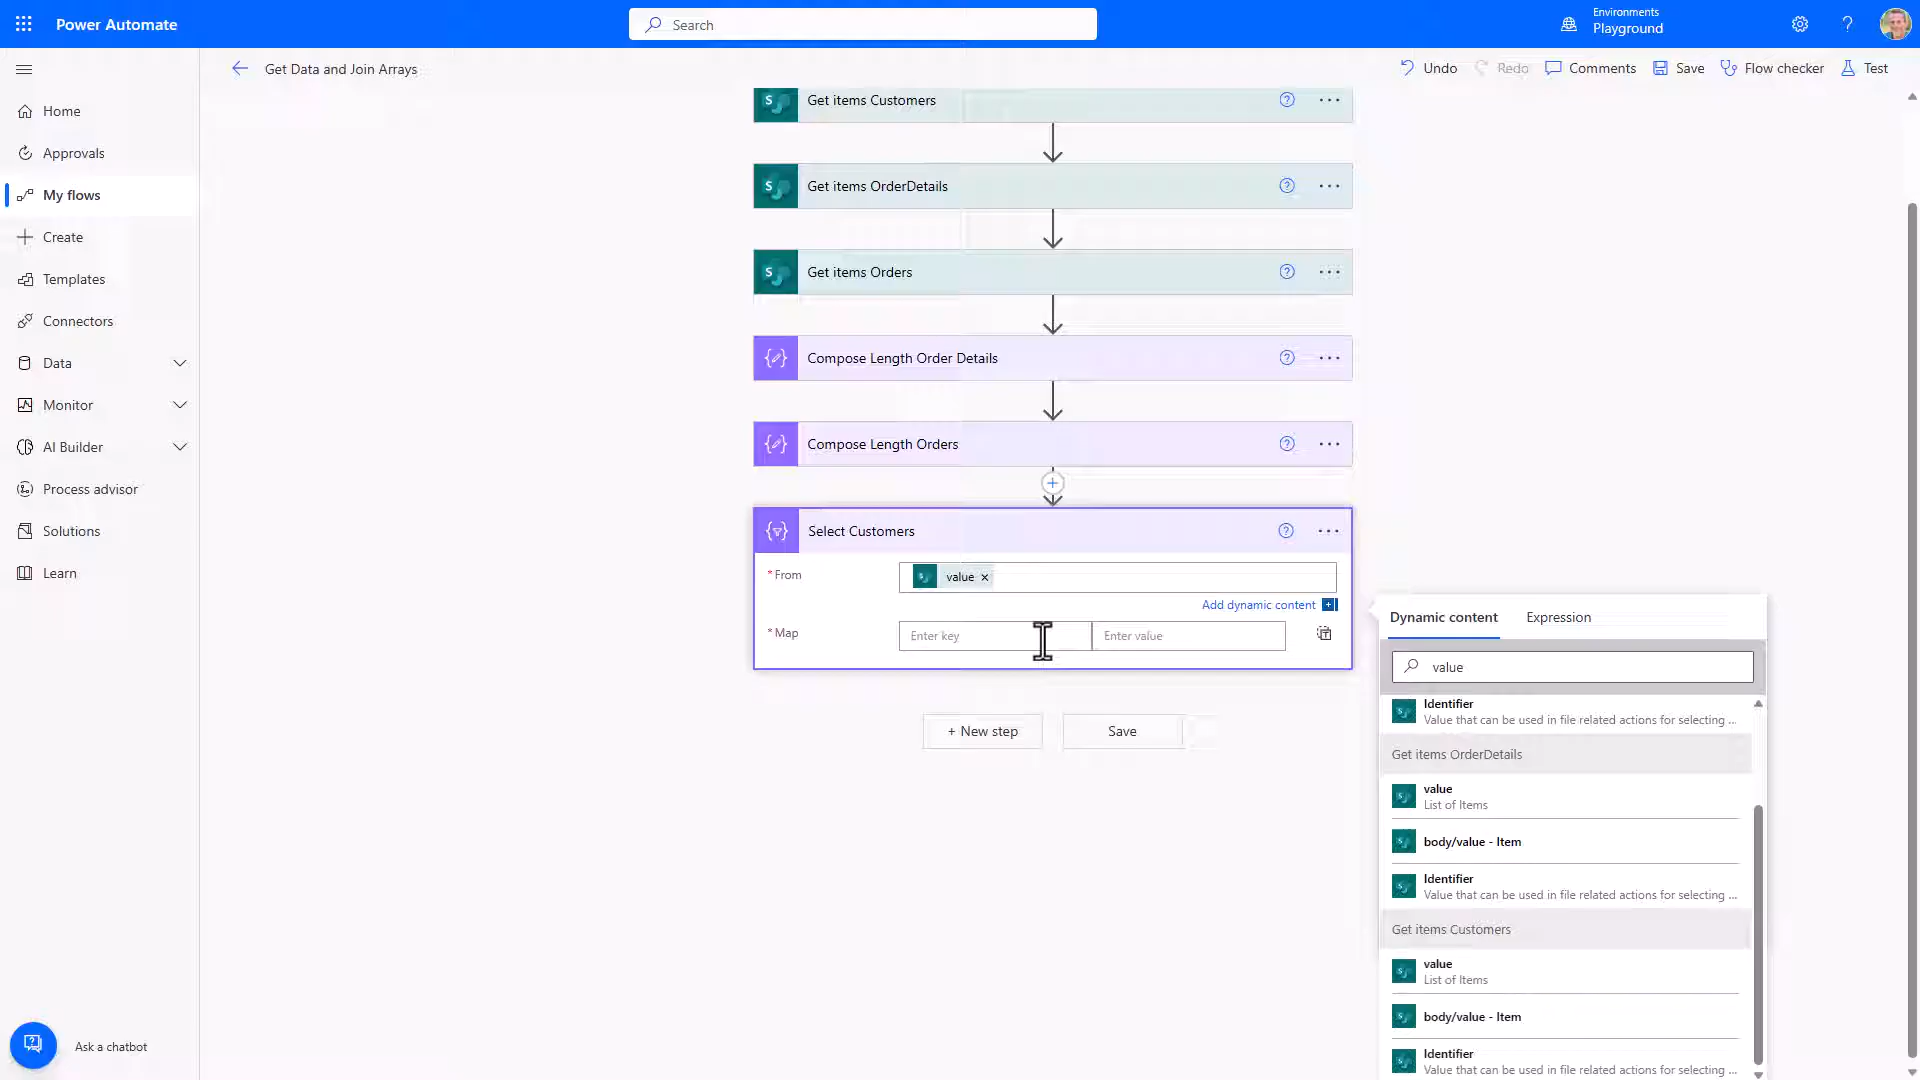 Power Automate
Search
Environments
Playground
Get Data and Join Arrays
Undo
Redo
Comments
Save
Flow checker
Test
Home
Approvals
My flows
Create
Templates
Connectors
Data
Monitor
AI Builder
Process advisor
Solutions
Learn
Ask a chatbot
Get items Customers
Get items OrderDetails
Get items Orders
Compose Length Order Details
Compose Length Orders
Select Customers
* From
value
Add dynamic content
* Map
Enter key
Enter value
+ New step
Save
Dynamic content
Expression
value
Identifier
Value that can be used in file related actions for selecting ...
Get items OrderDetails
value
List of Items
body/value - Item
Identifier
Value that can be used in file related actions for selecting ...
Get items Customers
value
List of Items
body/value - Item
Identifier
Value that can be used in file related actions for selecting ...